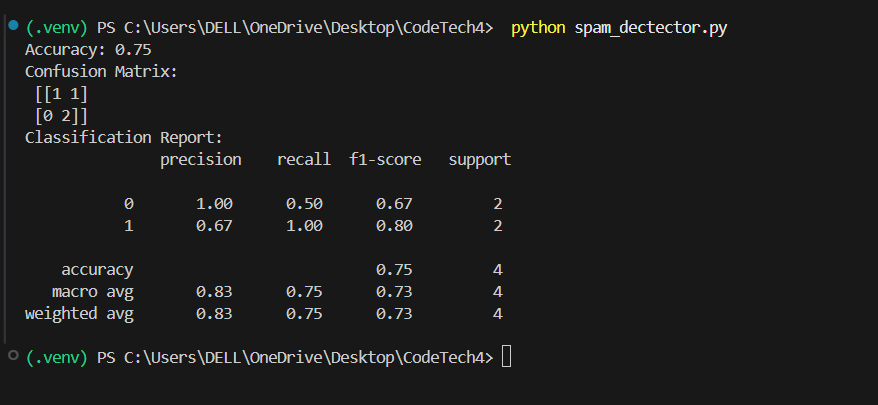 (.venv) PS C:\Users\DELL\OneDrive\Desktop\CodeTech4> python spam_dectector.py
Accuracy: 0.75
Confusion Matrix:
[[1 1]
[0 2]]
Classification Report:
precision recall f1-score support
0 1.00 0.50 0.67 2
1 0.67 1.00 0.80 2
accuracy 0.75 4
macro avg 0.83 0.75 0.73 4
weighted avg 0.83 0.75 0.73 4
(.venv) PS C:\Users\DELL\OneDrive\Desktop\CodeTech4>